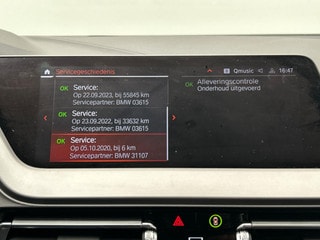 Servicegeschiedenis
Qmusic 16:47
OK Service:
Op 22.09.2023, bij 55845 km
Servicepartner: BMW 03615
OK Service:
Op 23.09.2022, bij 33632 km
Servicepartner: BMW 03615
OK Service:
Op 05.10.2020, bij 6 km
Servicepartner: BMW 31107
OK Afleveringscontrole
Onderhoud uitgevoerd